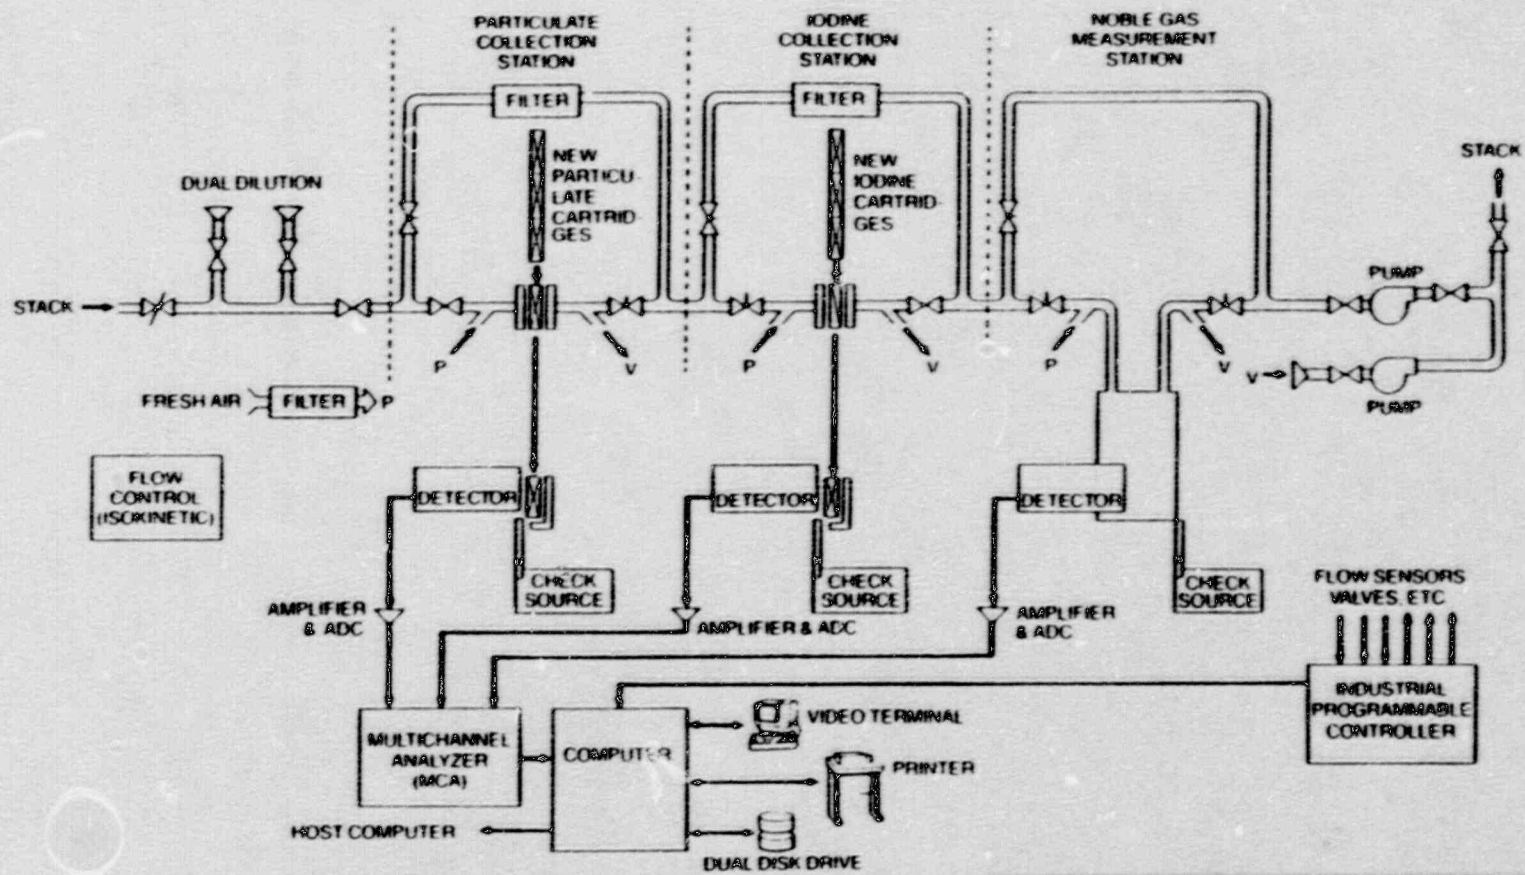 PARTICULATE
COLLECTION
STATION
IODINE
COLLECTION
STATION
NOBLE GAS
MEASUREMENT
STATION
FILTER
FILTER
NEW
PARTICU-
LATE
CARTRID-
GES
NEW
IODINE
CARTRID-
GES
DUAL DILUTION
STACK
STACK
PUMP
P
V
P
V
P
V
V
PUMP
FRESH AIR
FILTER
P
FLOW
CONTROL
(ISOKINETIC)
DETECTOR
DETECTOR
DETECTOR
CHECK
SOURCE
CHECK
SOURCE
CHECK
SOURCE
AMPLIFIER
& ADC
AMPLIFIER & ADC
AMPLIFIER
& ADC
FLOW SENSORS
VALVES, ETC
INDUSTRIAL
PROGRAMMABLE
CONTROLLER
MULTICHANNEL
ANALYZER
(MCA)
COMPUTER
VIDEO TERMINAL
PRINTER
HOST COMPUTER
DUAL DISK DRIVE